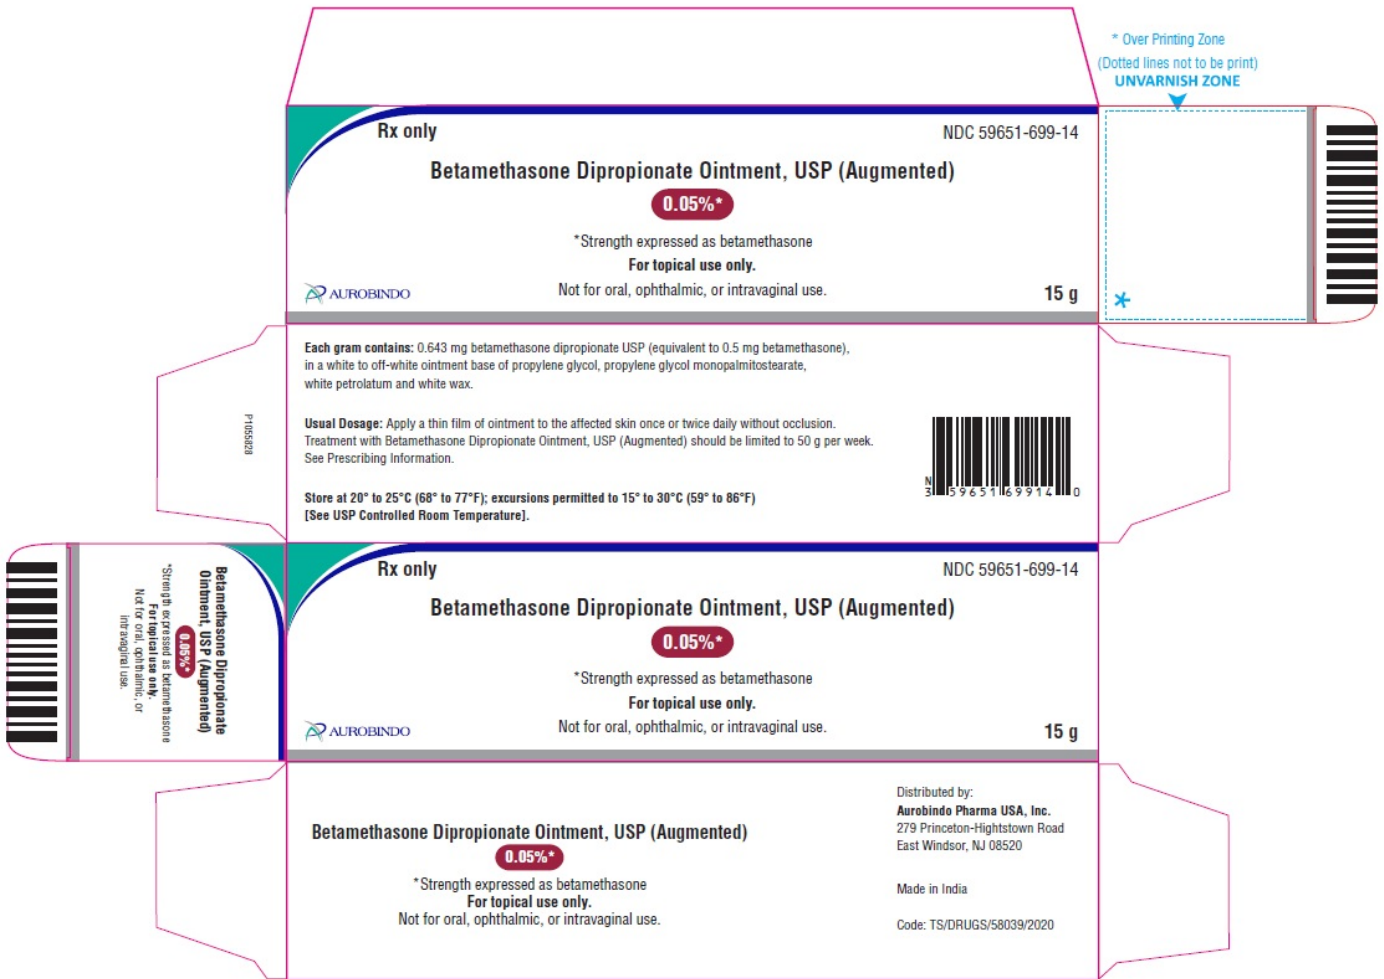 * Over Printing Zone
(Dotted lines not to be print)
UNVARNISH ZONE
Rx only
NDC 59651-699-14
Betamethasone Dipropionate Ointment, USP (Augmented)
0.05%*
*Strength expressed as betamethasone
For topical use only.
Not for oral, ophthalmic, or intravaginal use.
AUROBINDO
15 g
*
Each gram contains: 0.643 mg betamethasone dipropionate USP (equivalent to 0.5 mg betamethasone),
in a white to off-white ointment base of propylene glycol, propylene glycol monopalmitostearate,
white petrolatum and white wax.
Usual Dosage: Apply a thin film of ointment to the affected skin once or twice daily without occlusion.
Treatment with Betamethasone Dipropionate Ointment, USP (Augmented) should be limited to 50 g per week.
See Prescribing Information.
Store at 20° to 25°C (68° to 77°F); excursions permitted to 15° to 30°C (59° to 86°F)
[See USP Controlled Room Temperature].
P1055828
N
3 59651 69914 0
Betamethasone Dipropionate
Ointment, USP (Augmented)
0.05%*
*Strength expressed as betamethasone
For topical use only.
Not for oral, ophthalmic, or
intravaginal use.
Rx only
NDC 59651-699-14
Betamethasone Dipropionate Ointment, USP (Augmented)
0.05%*
*Strength expressed as betamethasone
For topical use only.
Not for oral, ophthalmic, or intravaginal use.
AUROBINDO
15 g
Betamethasone Dipropionate Ointment, USP (Augmented)
0.05%*
*Strength expressed as betamethasone
For topical use only.
Not for oral, ophthalmic, or intravaginal use.
Distributed by:
Aurobindo Pharma USA, Inc.
279 Princeton-Hightstown Road
East Windsor, NJ 08520
Made in India
Code: TS/DRUGS/58039/2020